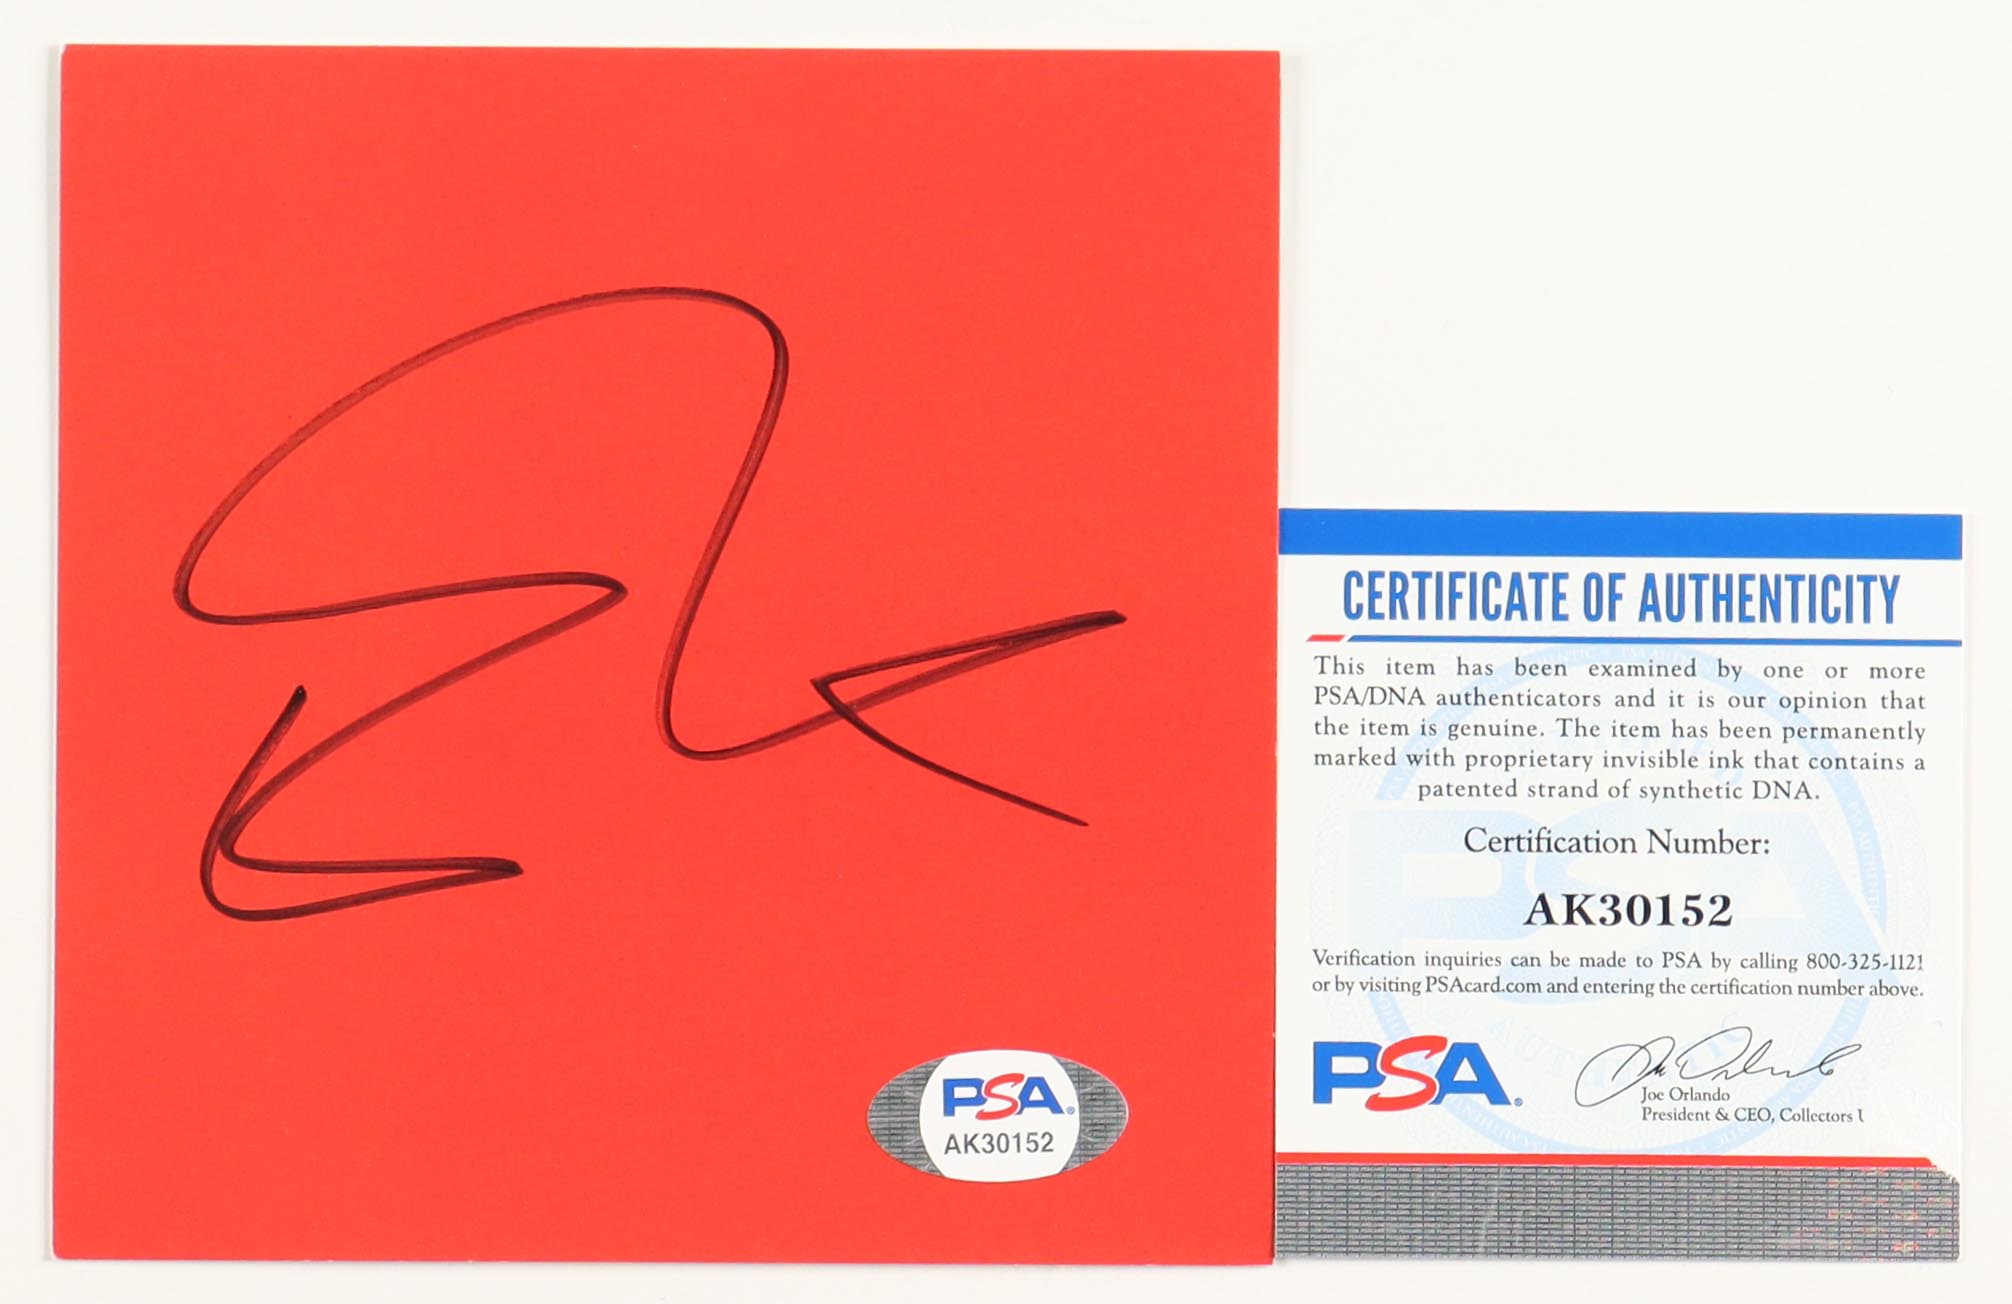 PSA
AK30152
CERTIFICATE OF AUTHENTICITY
This item has been examined by one or more
PSA/DNA authenticators and it is our opinion that
the item is genuine. The item has been permanently
marked with proprietary invisible ink that contains a
patented strand of synthetic DNA.
Certification Number:
AK30152
Verification inquiries can be made to PSA by calling 800-325-1121
or by visiting PSAcard.com and entering the certification number above.
PSA
Joe Orlando
President & CEO, Collectors U